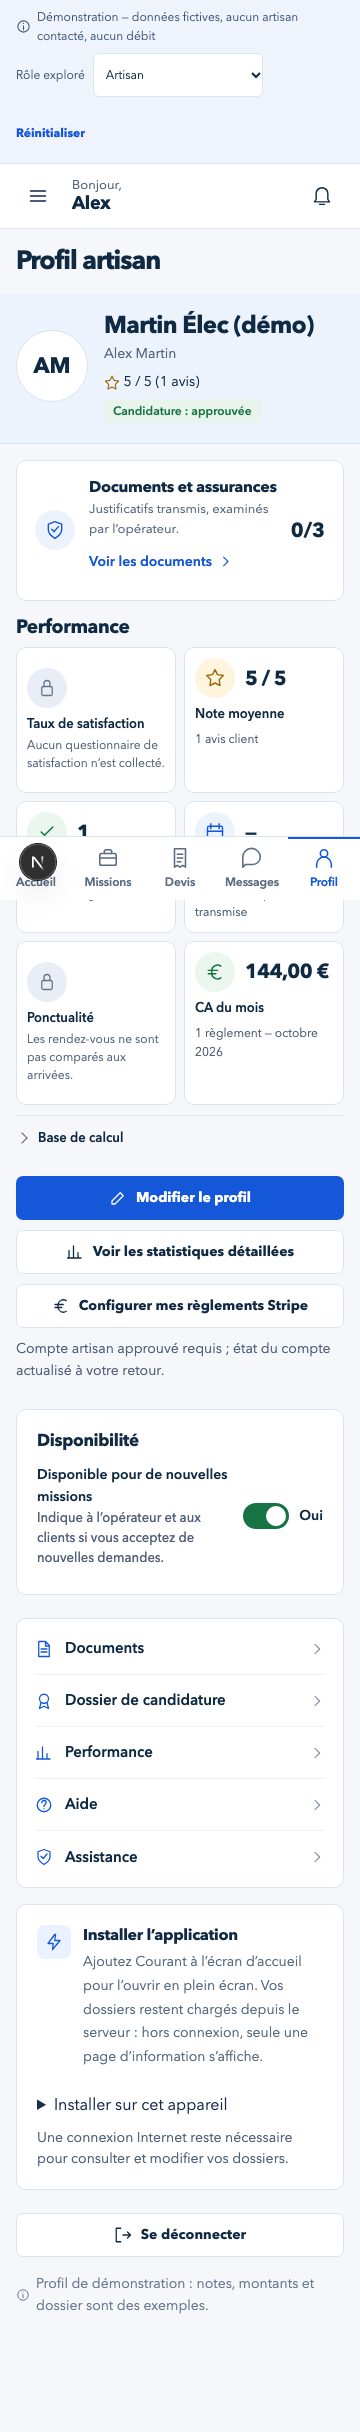 Démonstration — données fictives, aucun artisan
contacté, aucun débit
Rôle exploré
Artisan
Réinitialiser
Bonjour,
Alex
Profil artisan
AM
Martin Élec (démo)
Alex Martin
5 / 5 (1 avis)
Candidature : approuvée
Documents et assurances
Justificatifs transmis, examinés
par l’opérateur.
0/3
Voir les documents
Performance
Taux de satisfaction
Aucun questionnaire de
satisfaction n’est collecté.
5 / 5
Note moyenne
1 avis client
1
–
N
Accueil
Missions
Devis
Messages
Profil
transmise
Ponctualité
Les rendez-vous ne sont
pas comparés aux
arrivées.
144,00 €
CA du mois
1 règlement — octobre
2026
Base de calcul
Modifier le profil
Voir les statistiques détaillées
Configurer mes règlements Stripe
Compte artisan approuvé requis ; état du compte
actualisé à votre retour.
Disponibilité
Disponible pour de nouvelles
missions
Indique à l’opérateur et aux
clients si vous acceptez de
nouvelles demandes.
Oui
Documents
Dossier de candidature
Performance
Aide
Assistance
Installer l’application
Ajoutez Courant à l’écran d’accueil
pour l’ouvrir en plein écran. Vos
dossiers restent chargés depuis le
serveur : hors connexion, seule une
page d’information s’affiche.
Installer sur cet appareil
Une connexion Internet reste nécessaire
pour consulter et modifier vos dossiers.
Se déconnecter
Profil de démonstration : notes, montants et
dossier sont des exemples.